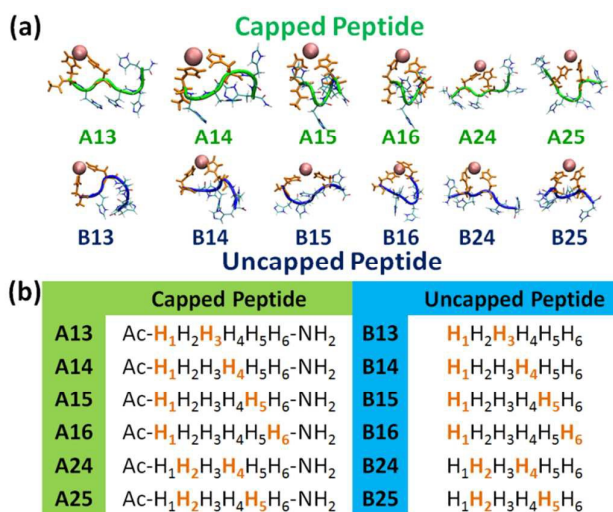 (a) Capped Peptide
A13 A14 A15 A16 A24 A25
B13 B14 B15 B16 B24 B25
Uncapped Peptide
(b) Capped Peptide Uncapped Peptide
A13 Ac-H₁H₂H₃H₄H₅H₆-NH₂ B13 H₁H₂H₃H₄H₅H₆
A14 Ac-H₁H₂H₃H₄H₅H₆-NH₂ B14 H₁H₂H₃H₄H₅H₆
A15 Ac-H₁H₂H₃H₄H₅H₆-NH₂ B15 H₁H₂H₃H₄H₅H₆
A16 Ac-H₁H₂H₃H₄H₅H₆-NH₂ B16 H₁H₂H₃H₄H₅H₆
A24 Ac-H₁H₂H₃H₄H₅H₆-NH₂ B24 H₁H₂H₃H₄H₅H₆
A25 Ac-H₁H₂H₃H₄H₅H₆-NH₂ B25 H₁H₂H₃H₄H₅H₆